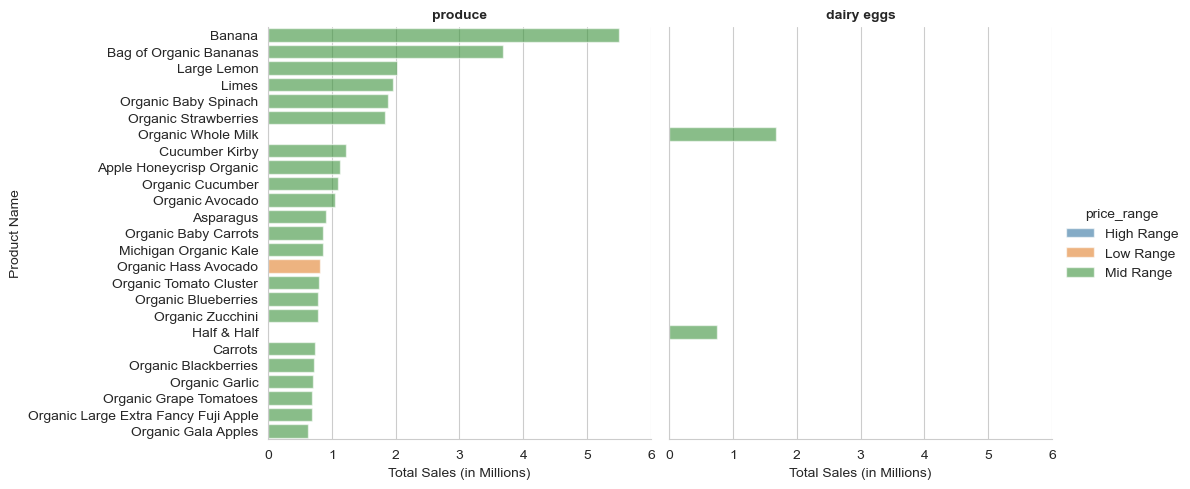 produce
dairy eggs
Product Name
Banana
Bag of Organic Bananas
Large Lemon
Limes
Organic Baby Spinach
Organic Strawberries
Organic Whole Milk
Cucumber Kirby
Apple Honeycrisp Organic
Organic Cucumber
Organic Avocado
Asparagus
Organic Baby Carrots
Michigan Organic Kale
Organic Hass Avocado
Organic Tomato Cluster
Organic Blueberries
Organic Zucchini
Half & Half
Carrots
Organic Blackberries
Organic Garlic
Organic Grape Tomatoes
Organic Large Extra Fancy Fuji Apple
Organic Gala Apples
0 1 2 3 4 5 6
Total Sales (in Millions)
0 1 2 3 4 5 6
Total Sales (in Millions)
price_range
High Range
Low Range
Mid Range